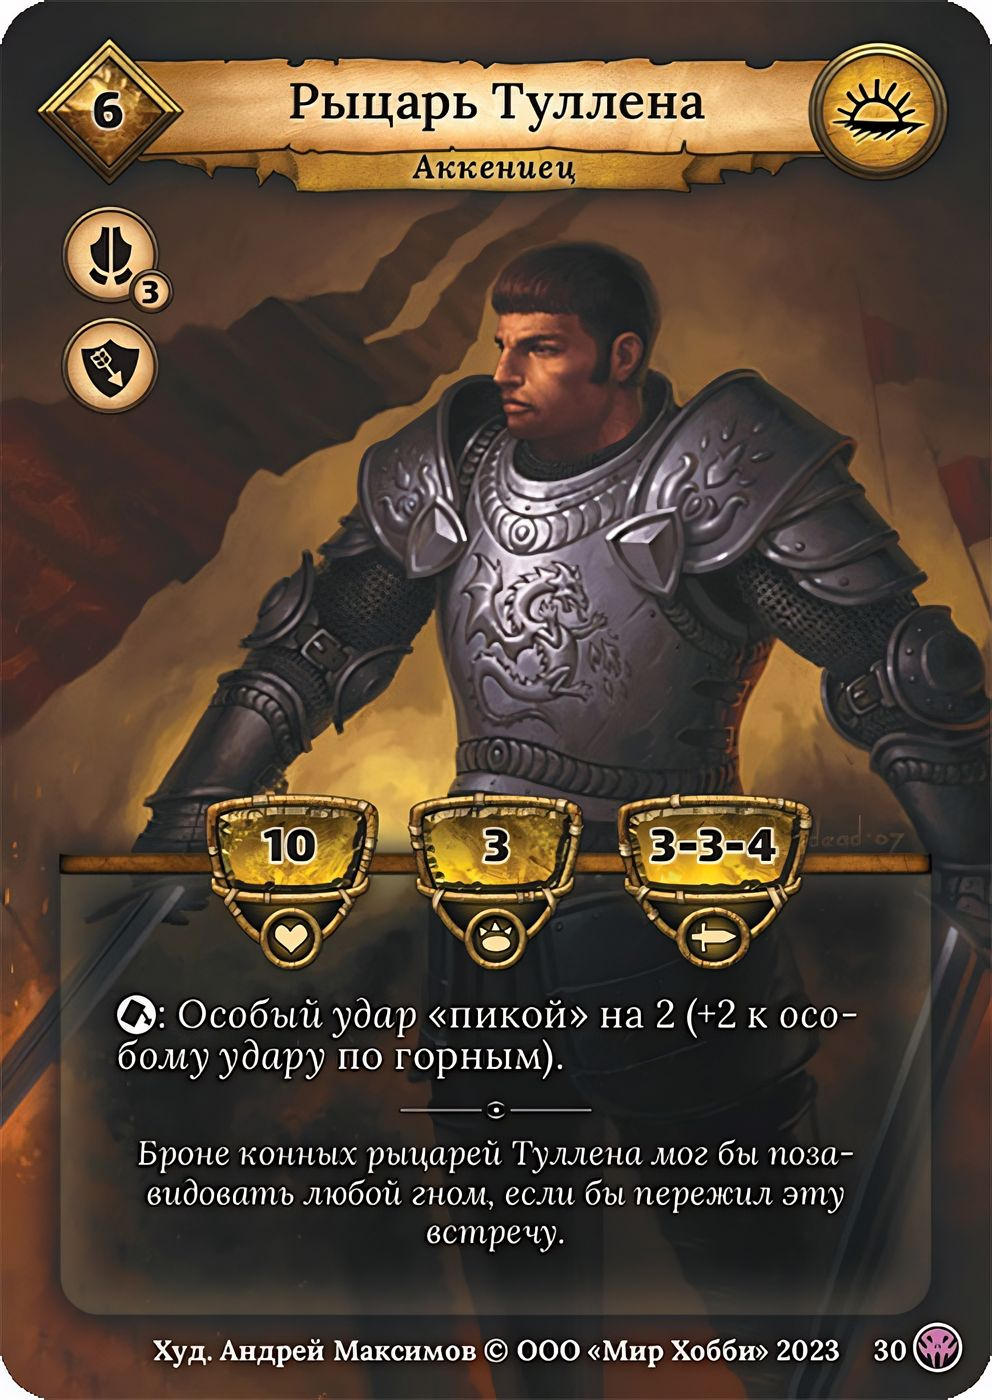 6
Рыцарь Туллена
Аккениец
3
10
3
3-3-4
dead·07
: Особый удар «пикой» на 2 (+2 к осо-
бому удару по горным).
Броне конных рыцарей Туллена мог бы поза-
видовать любой гном, если бы пережил эту
встречу.
Худ. Андрей Максимов © ООО «Мир Хобби» 2023 30